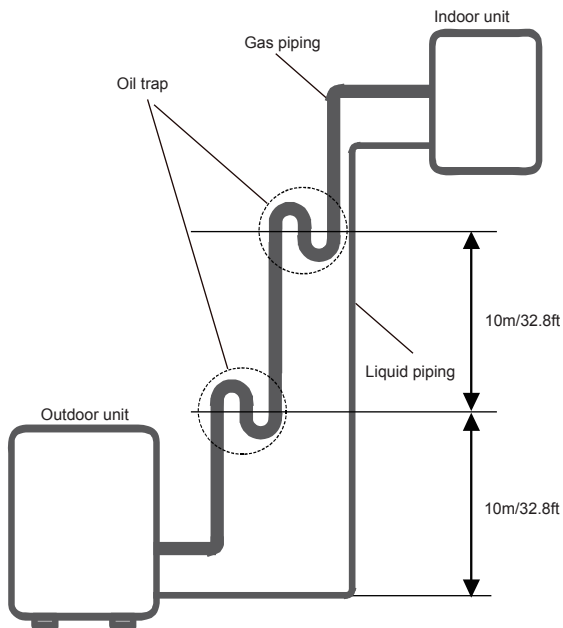 Indoor unit
Gas piping
Oil trap
10m/32.8ft
Liquid piping
Outdoor unit
10m/32.8ft